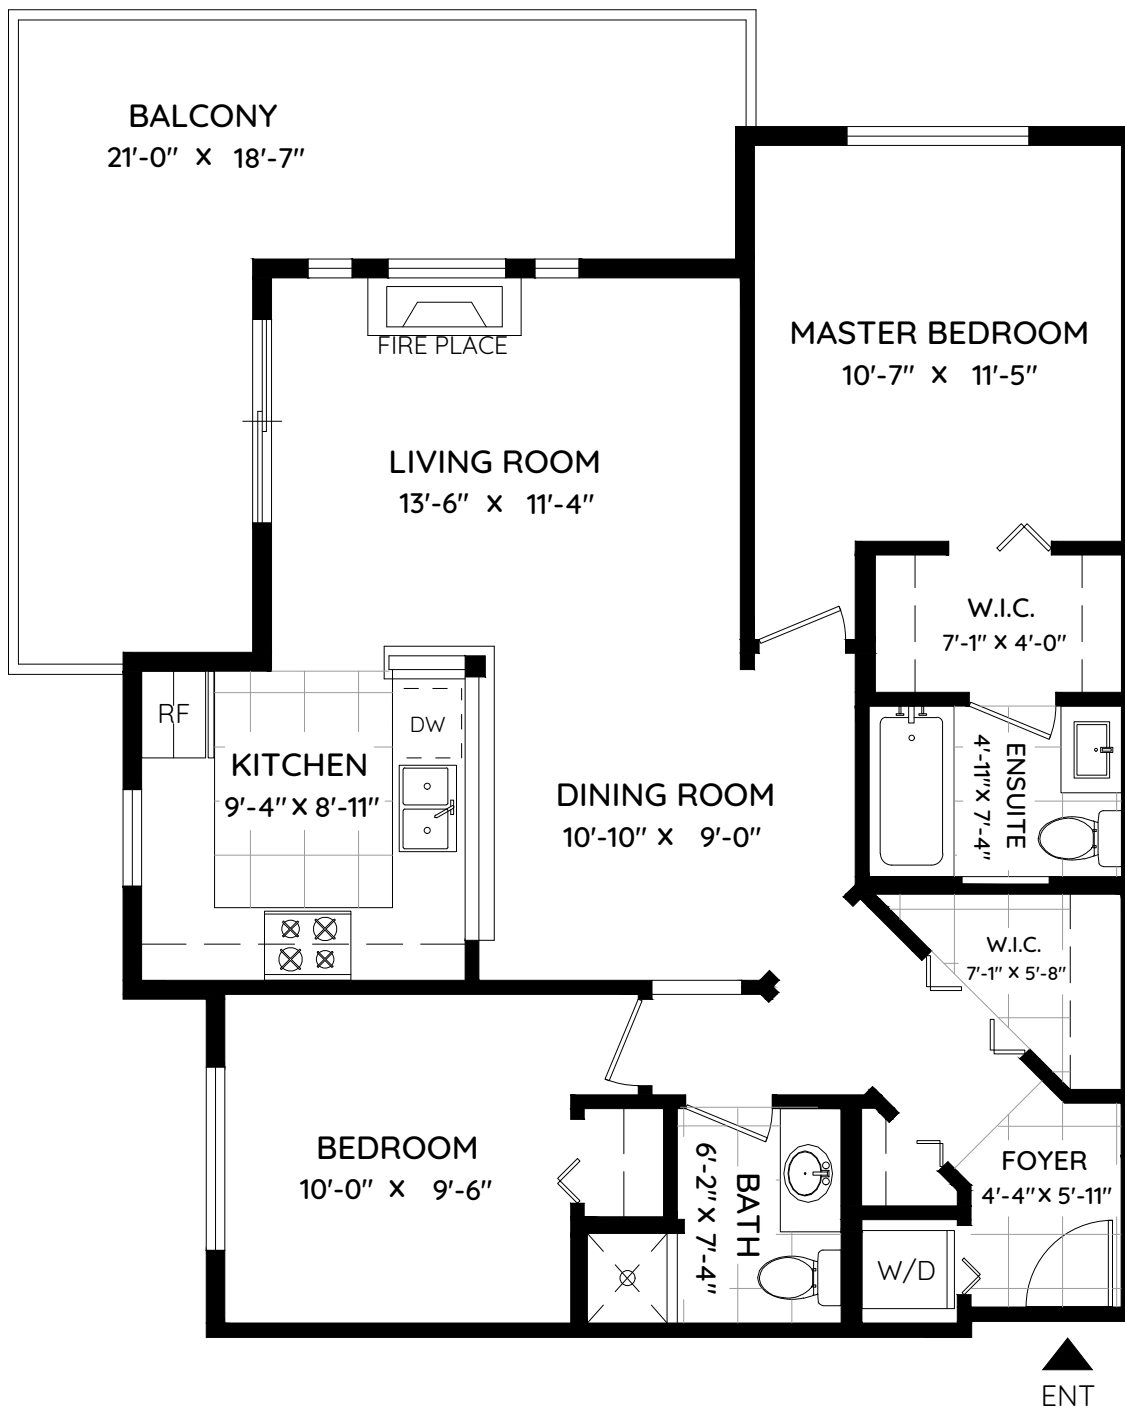 BALCONY
21'-0" X 18'-7"
MASTER BEDROOM
10'-7" X 11'-5"
FIRE PLACE
LIVING ROOM
13'-6" X 11'-4"
W.I.C.
7'-1" X 4'-0"
RF
DW
KITCHEN
9'-4" X 8'-11"
DINING ROOM
10'-10" X 9'-0"
ENSUITE
4'-11" X 7'-4"
W.I.C.
7'-1" X 5'-8"
BEDROOM
10'-0" X 9'-6"
BATH
6'-2" X 7'-4"
FOYER
4'-4" X 5'-11"
W/D
ENT